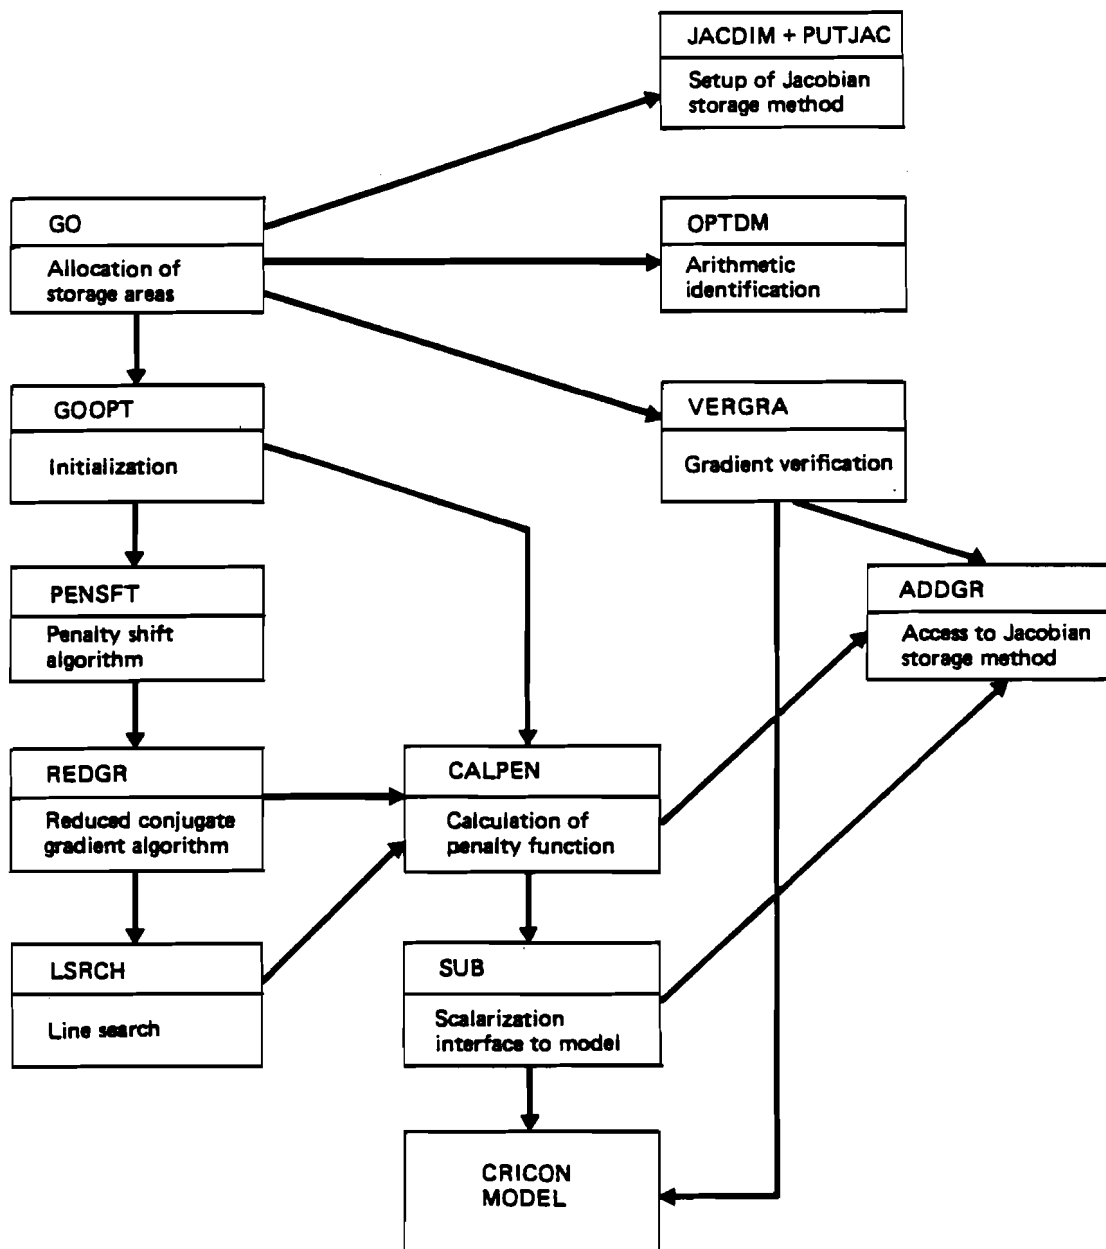 JACDIM + PUTJAC
Setup of Jacobian
storage method
GO
Allocation of
storage areas
OPTDM
Arithmetic
identification
GOOPT
Initialization
VERGRA
Gradient verification
PENSFT
Penalty shift
algorithm
ADDGR
Access to Jacobian
storage method
REDGR
Reduced conjugate
gradient algorithm
CALPEN
Calculation of
penalty function
LSRCH
Line search
SUB
Scalarization
interface to model
CRICON
MODEL